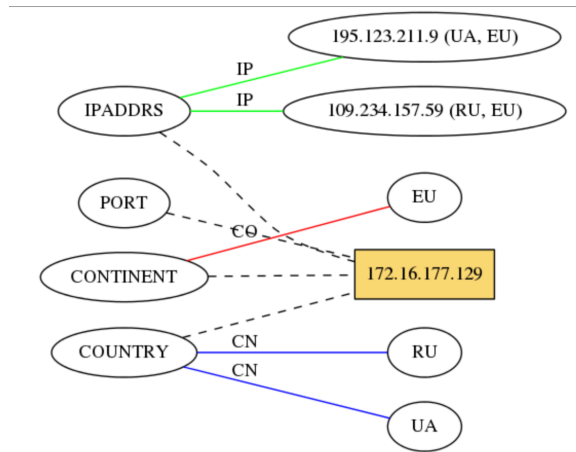 195.123.211.9 (UA, EU)
IP
IPADDRS
IP
109.234.157.59 (RU, EU)
PORT
EU
CO
CONTINENT
172.16.177.129
COUNTRY
CN
RU
CN
UA